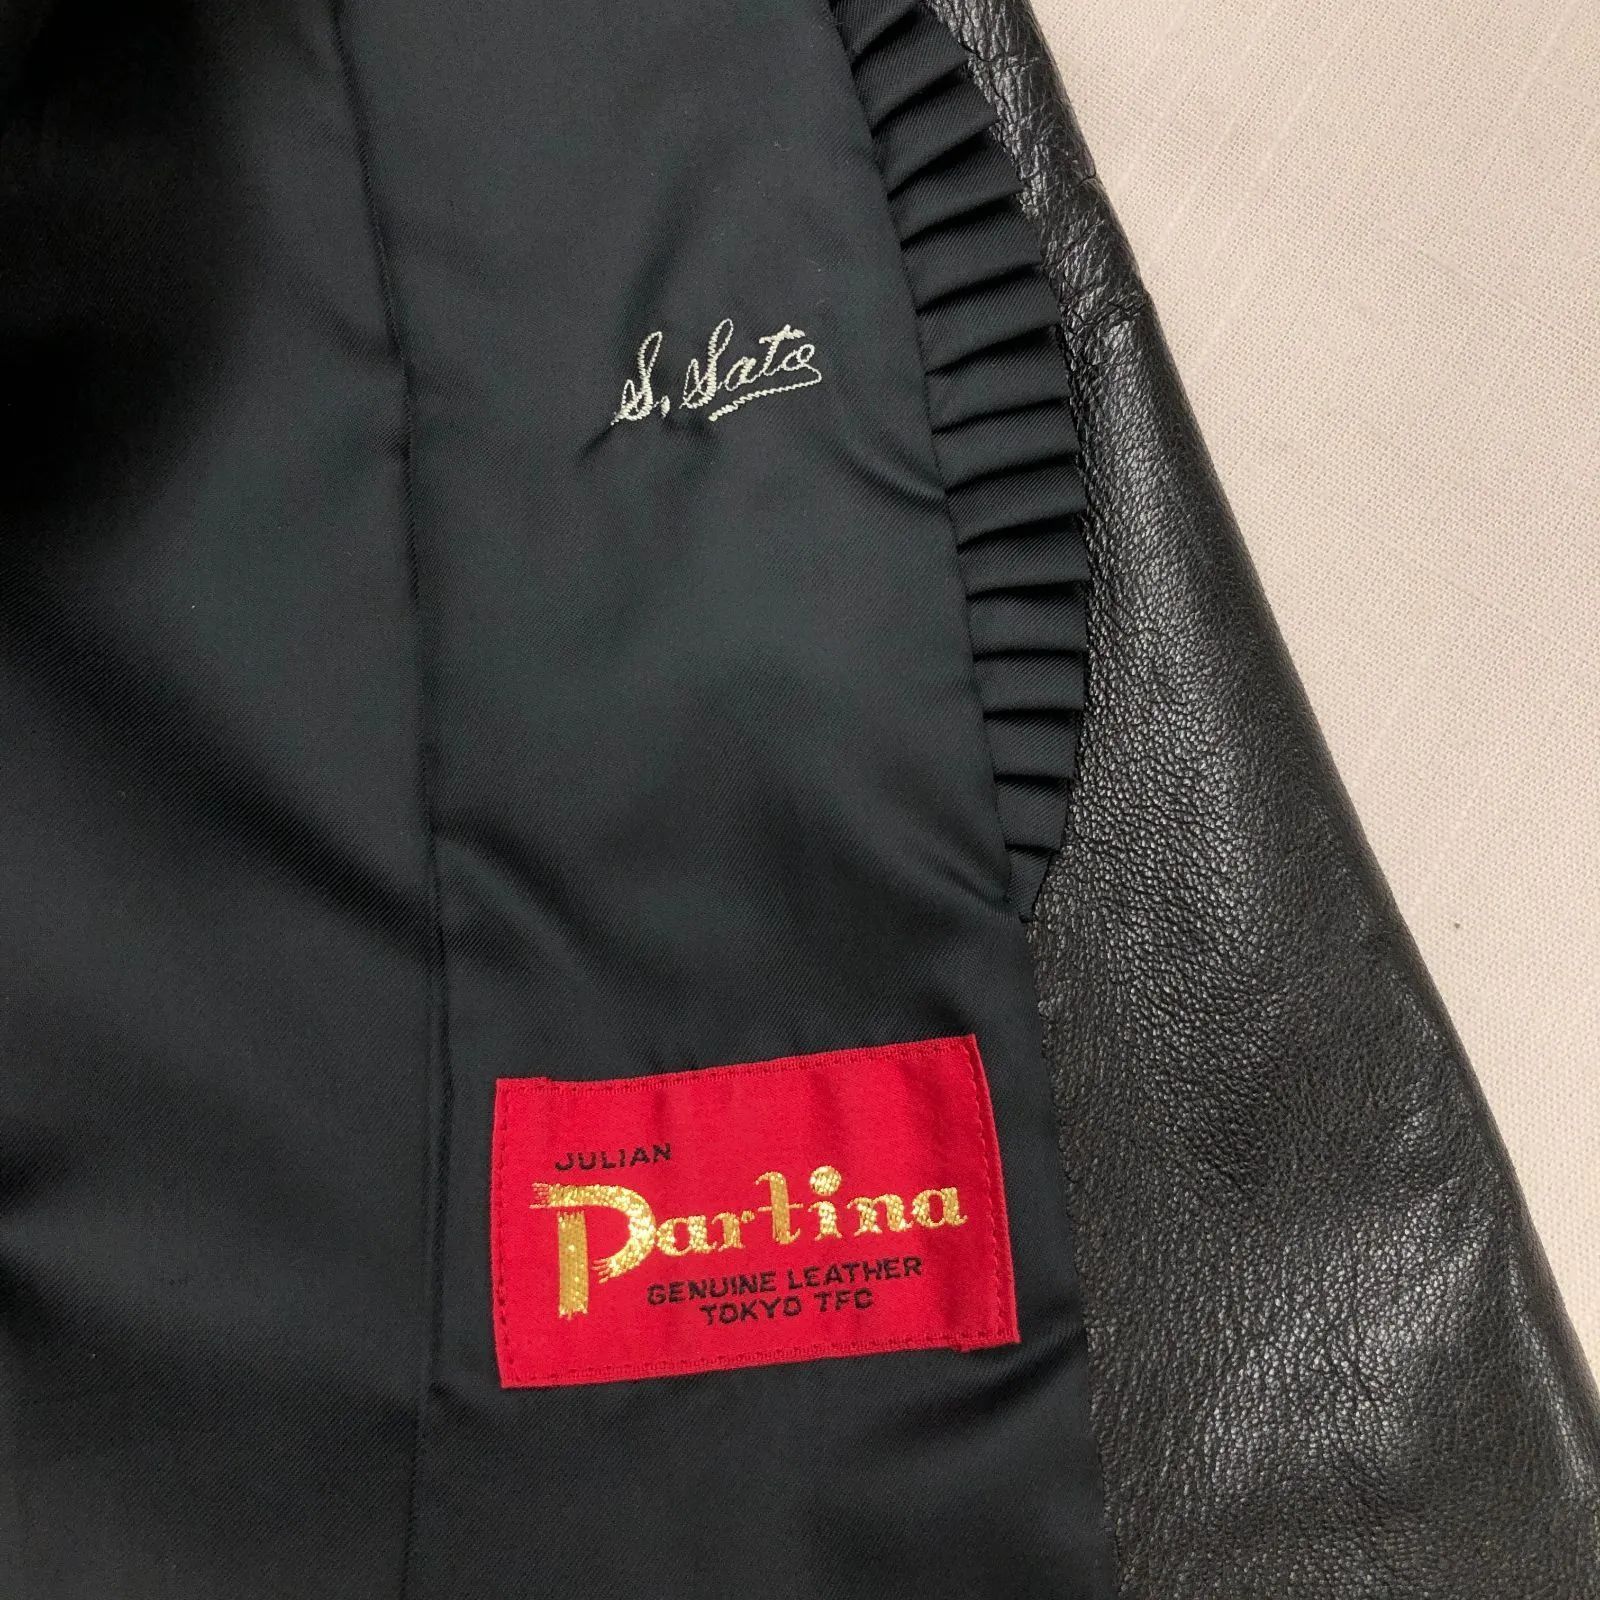 S. Sato
JULIAN
Partina
GENUINE LEATHER
TOKYO TFC